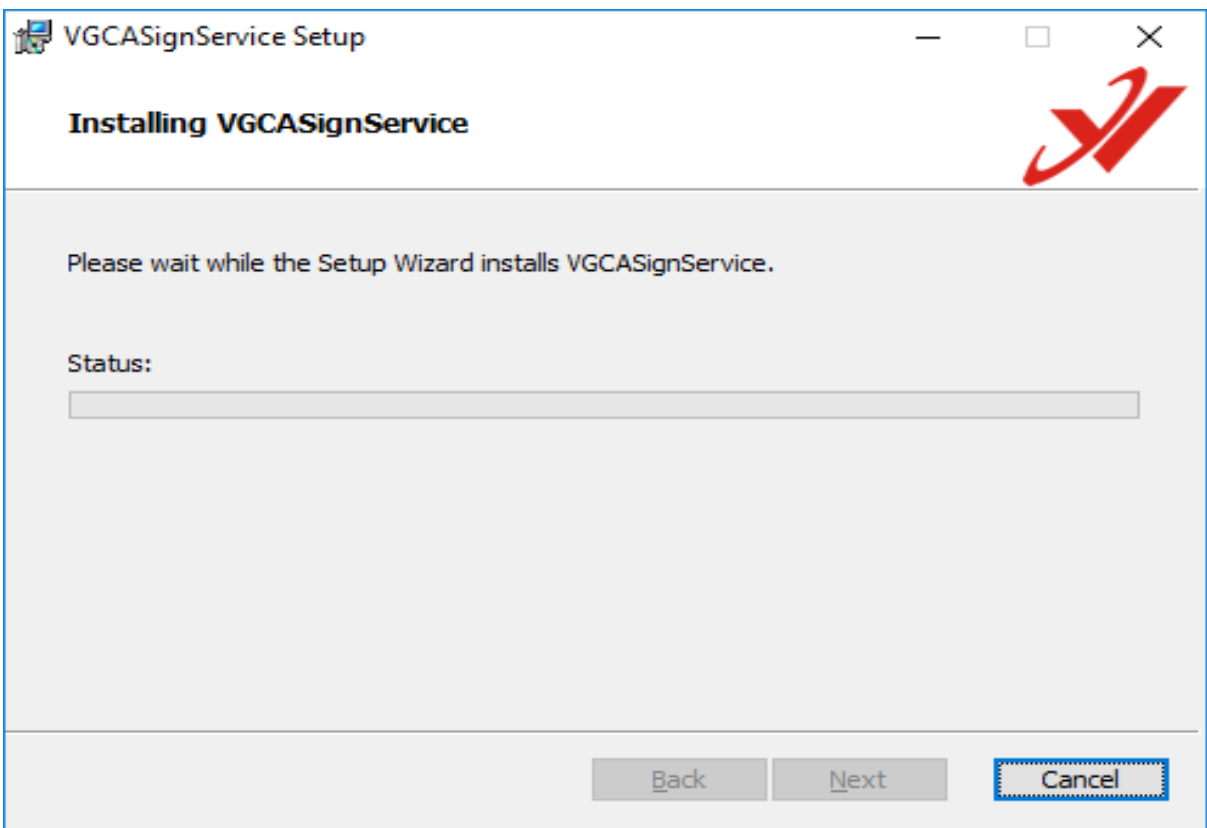 VGCASignService Setup
Installing VGCASignService
Please wait while the Setup Wizard installs VGCASignService.
Status:
Back Next Cancel